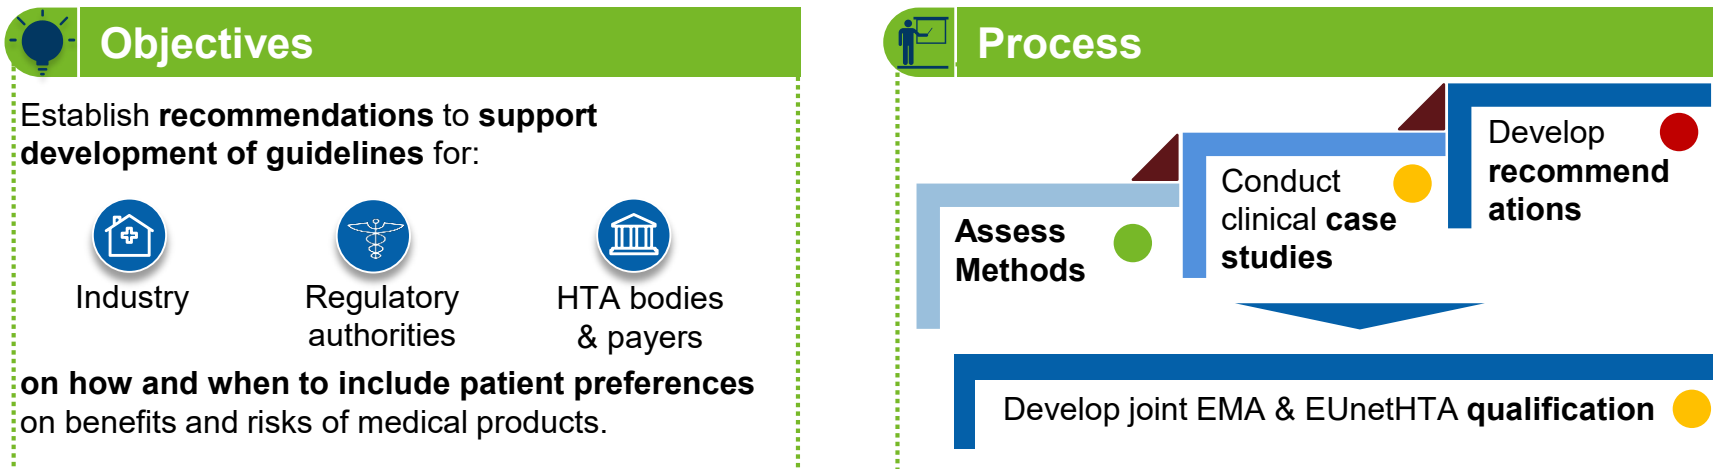 Objectives
Establish recommendations to support
development of guidelines for:
Industry
Regulatory
authorities
HTA bodies
& payers
on how and when to include patient preferences
on benefits and risks of medical products.
Process
Assess
Methods
Conduct
clinical case
studies
Develop
recommend
ations
Develop joint EMA & EUnetHTA qualification